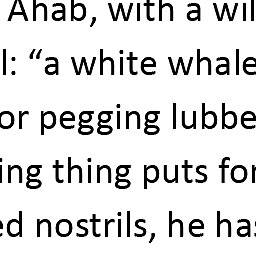 Ahab, with a wil
l: “a white whale
or pegging lubbe
ing thing puts for
ed nostrils, he has